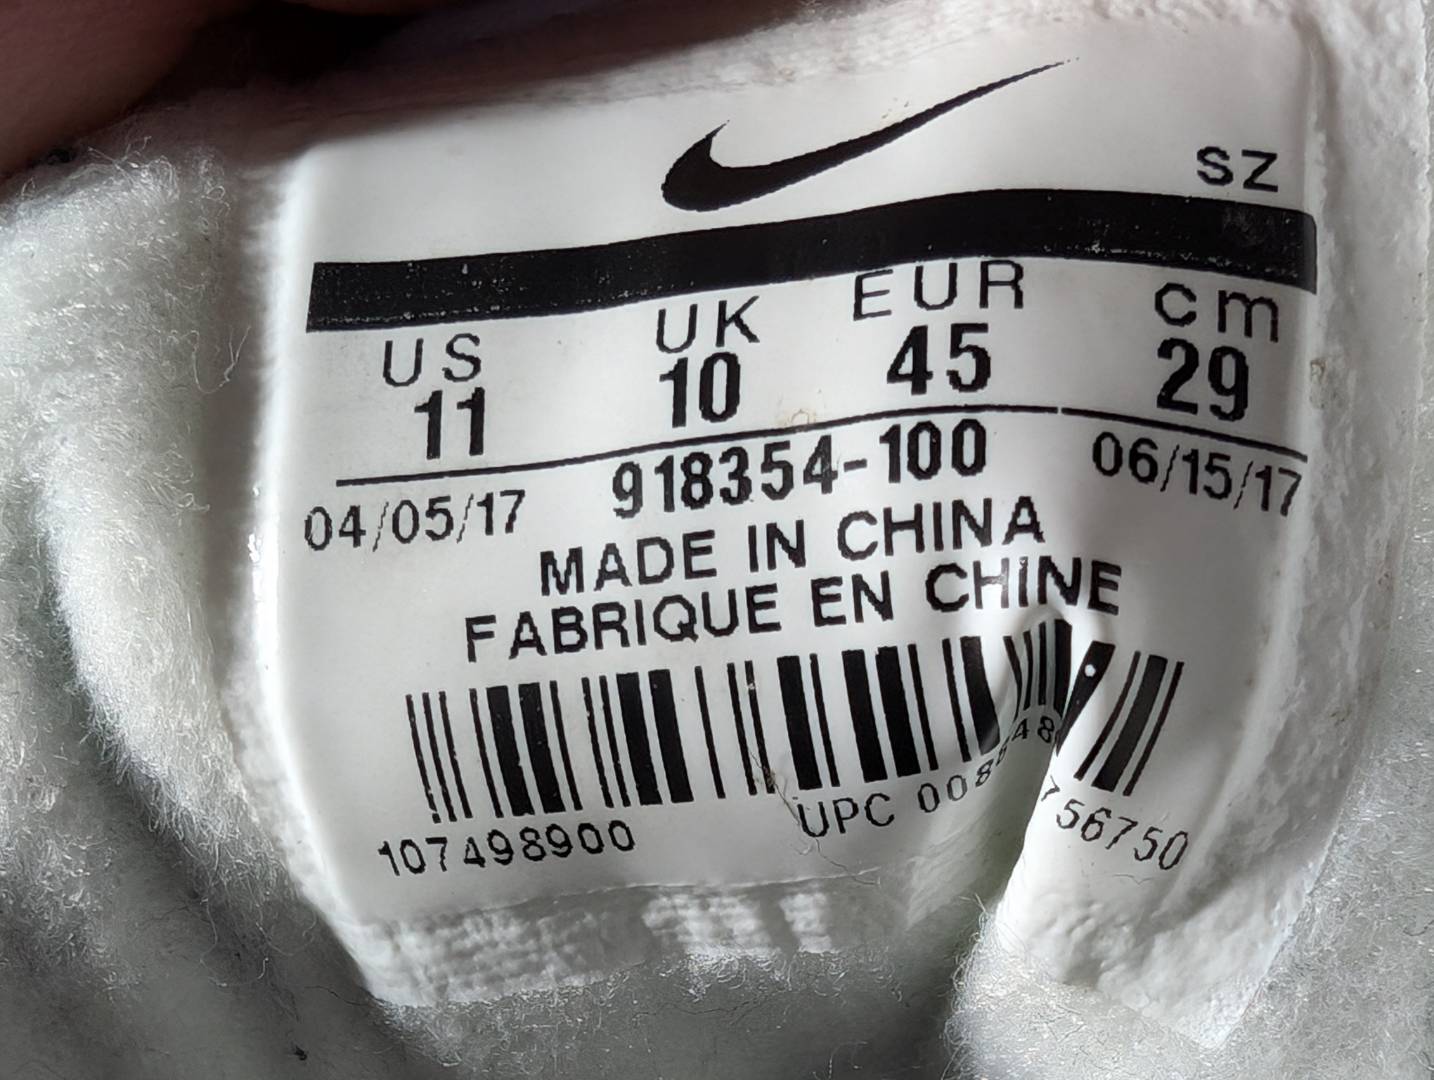 SZ
US UK EUR cm
11 10 45 29
04/05/17 918354-100 06/15/17
MADE IN CHINA
FABRIQUE EN CHINE
107498900 UPC